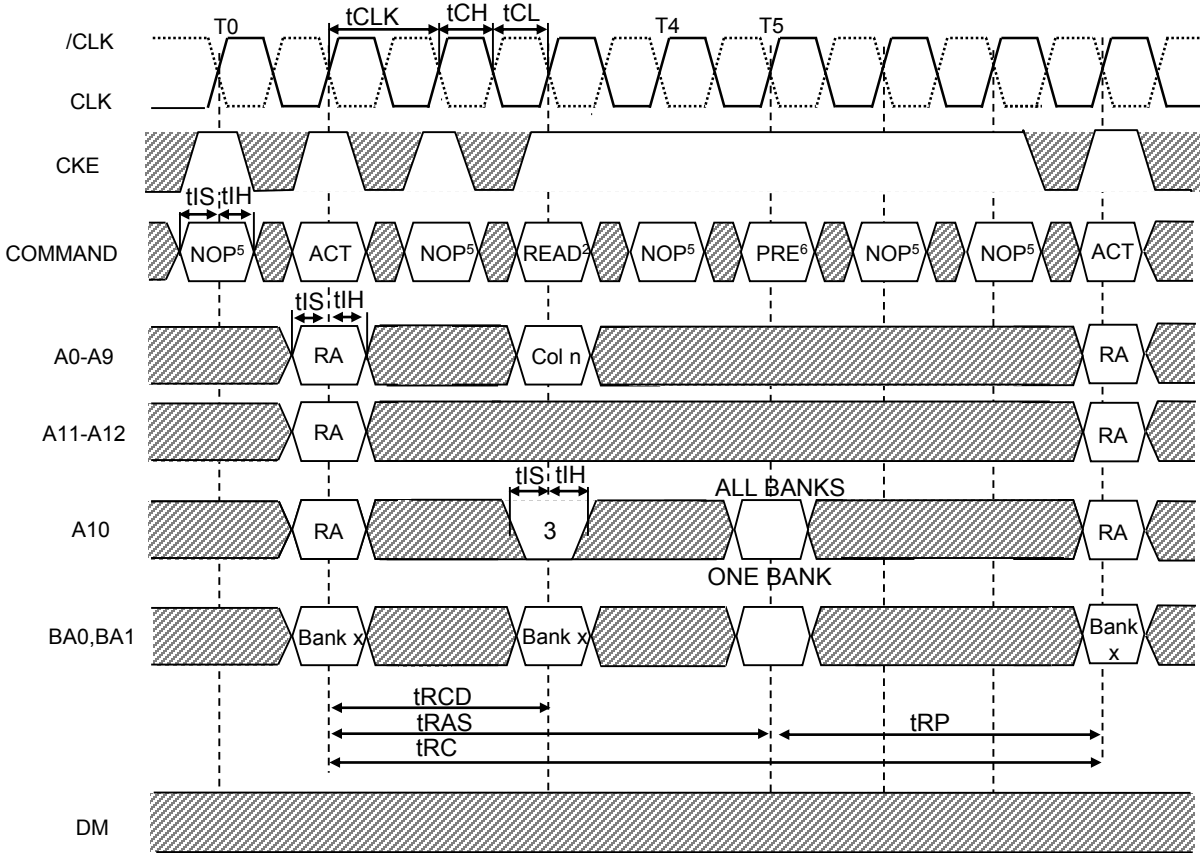 T0 tCLK tCH tCL T4 T5
/CLK
CLK
CKE
tIS tIH
COMMAND NOP⁵ ACT NOP⁵ READ² NOP⁵ PRE⁶ NOP⁵ NOP⁵ ACT
tIS tIH
A0-A9 RA Col n RA
A11-A12 RA RA
tIS tIH ALL BANKS
A10 RA 3 RA
ONE BANK
BA0,BA1 Bank x Bank x Bank
x
tRCD
tRAS tRP
tRC
DM